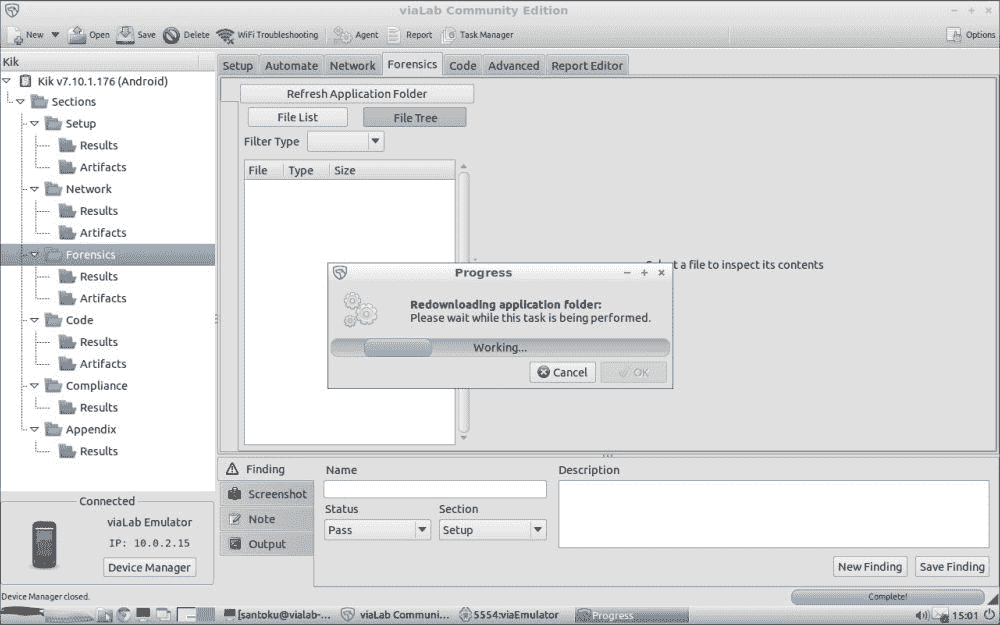 viaLab Community Edition
New Open Save Delete WiFi Troubleshooting Agent Report Task Manager Options
Kik
Kik v7.10.1.176 (Android)
Sections
Setup
Results
Artifacts
Network
Results
Artifacts
Forensics
Results
Artifacts
Code
Results
Artifacts
Compliance
Results
Appendix
Results
Connected
viaLab Emulator
IP: 10.0.2.15
Device Manager
Device Manager closed.
Setup Automate Network Forensics Code Advanced Report Editor
Refresh Application Folder
File List File Tree
Filter Type
File Type Size
a file to inspect its contents
Progress
Redownloading application folder:
Please wait while this task is being performed.
Working...
Cancel OK
Finding
Screenshot
Note
Output
Name
Status Section
Pass Setup
Description
New Finding Save Finding
Complete!
[santoku@vialab-... viaLab Communi... 5554:viaEmulator Progress 15:01